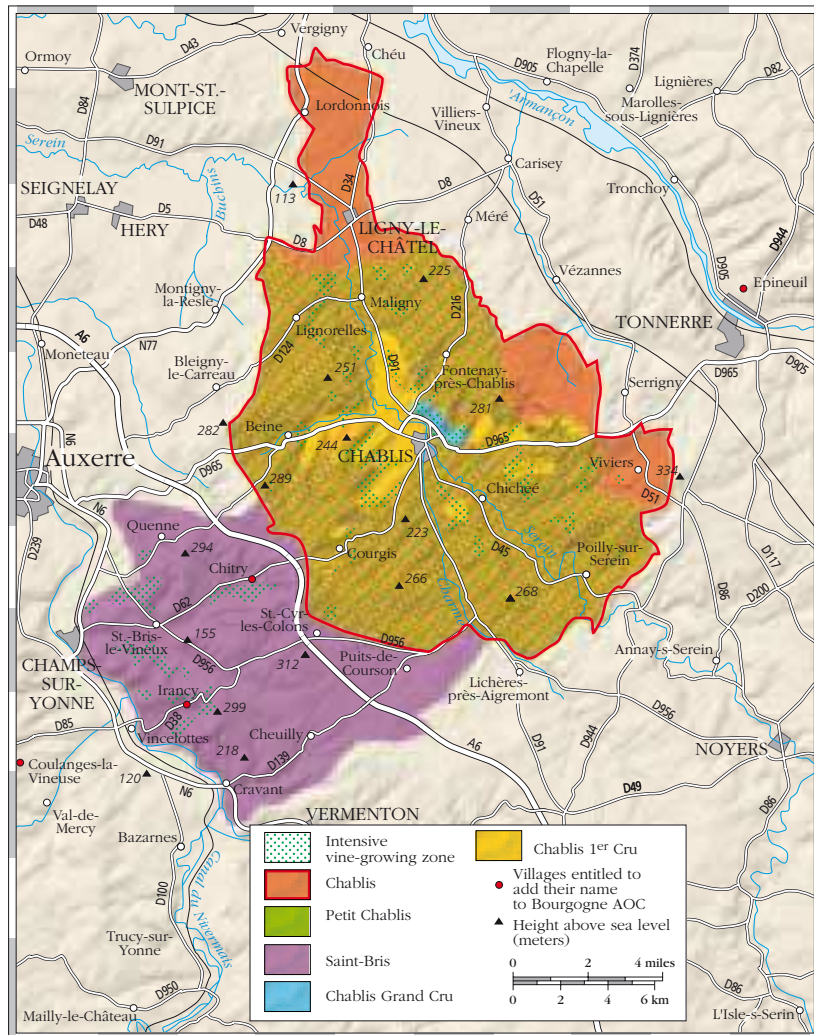 Vergigny
Ormoy
D43
Chéu
D905
Flogny-la-
Chapelle
D374
Lignières
D82
MONT-ST.-
SULPICE
D84
Lordonnois
Villiers-
Vineux
'Armançon
Marolles-
sous-Lignières
Serein
D91
Carisey
Buchins
D34
D8
Tronchoy
SEIGNELAY
113
D51
D48
D5
HERY
Méré
D944
D8
LIGNY-LE-
CHÂTEL
225
Vézannes
D905
Epineuil
Montigny-
la-Resle
Maligny
D216
A6
N77
Lignorelles
TONNERRE
Moneteau
D124
D91
Bleigny-
le-Carreau
251
Fontenay-
près-Chablis
D965
D905
Serrigny
281
N6
282
Beine
244
D965
Auxerre
D965
CHABLIS
Viviers
334
289
Chicheé
D51
N6
Quenne
223
Serein
D239
294
Courgis
D45
Poilly-sur-
Serein
D117
Chitry
266
268
D200
D62
Charme
D86
St.-Bris-
le-Vineux
155
St.-Cyr-
les-Colons
D956
CHAMPS-
SUR-
YONNE
D956
312
Puits-de-
Courson
Annay-s-Serein
Irancy
Lichères-
près-Aigremont
299
D38
D85
Vincelottes
Cheuilly
D956
D944
D91
NOYERS
218
A6
Coulanges-la-
Vineuse
120
D139
N6
Cravant
D49
Val-de-
Mercy
VERMENTON
D86
Bazarnes
Canal du Nivernais
D100
Trucy-sur-
Yonne
D950
Mailly-le-Château
D86
L'Isle-s-Serin
Intensive
vine-growing zone
Chablis
Petit Chablis
Saint-Bris
Chablis Grand Cru
Chablis 1er Cru
Villages entitled to
add their name
to Bourgogne AOC
Height above sea level
(meters)
0 2 4 miles
0 2 4 6 km